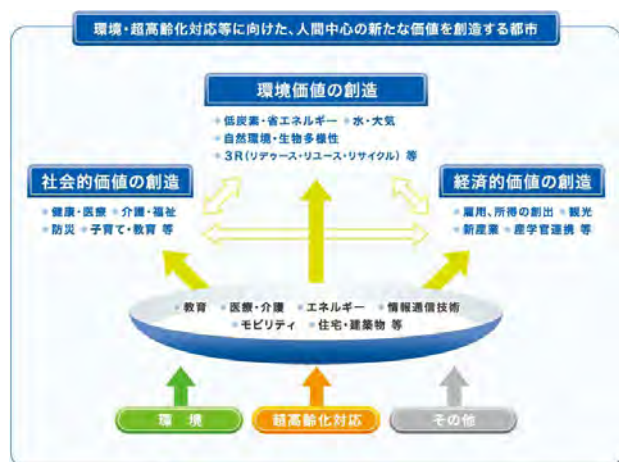 環境・超高齢化対応等に向けた、人間中心の新たな価値を創造する都市
環境価値の創造
低炭素・省エネルギー 水・大気
自然環境・生物多様性
3R(リデュース・リユース・リサイクル) 等
社会的価値の創造
健康・医療 介護・福祉
防災 子育て・教育 等
経済的価値の創造
雇用、所得の創出 観光
新産業 産学官連携 等
教育 医療・介護 エネルギー 情報通信技術
モビリティ 住宅・建築物 等
環境
超高齢化対応
その他